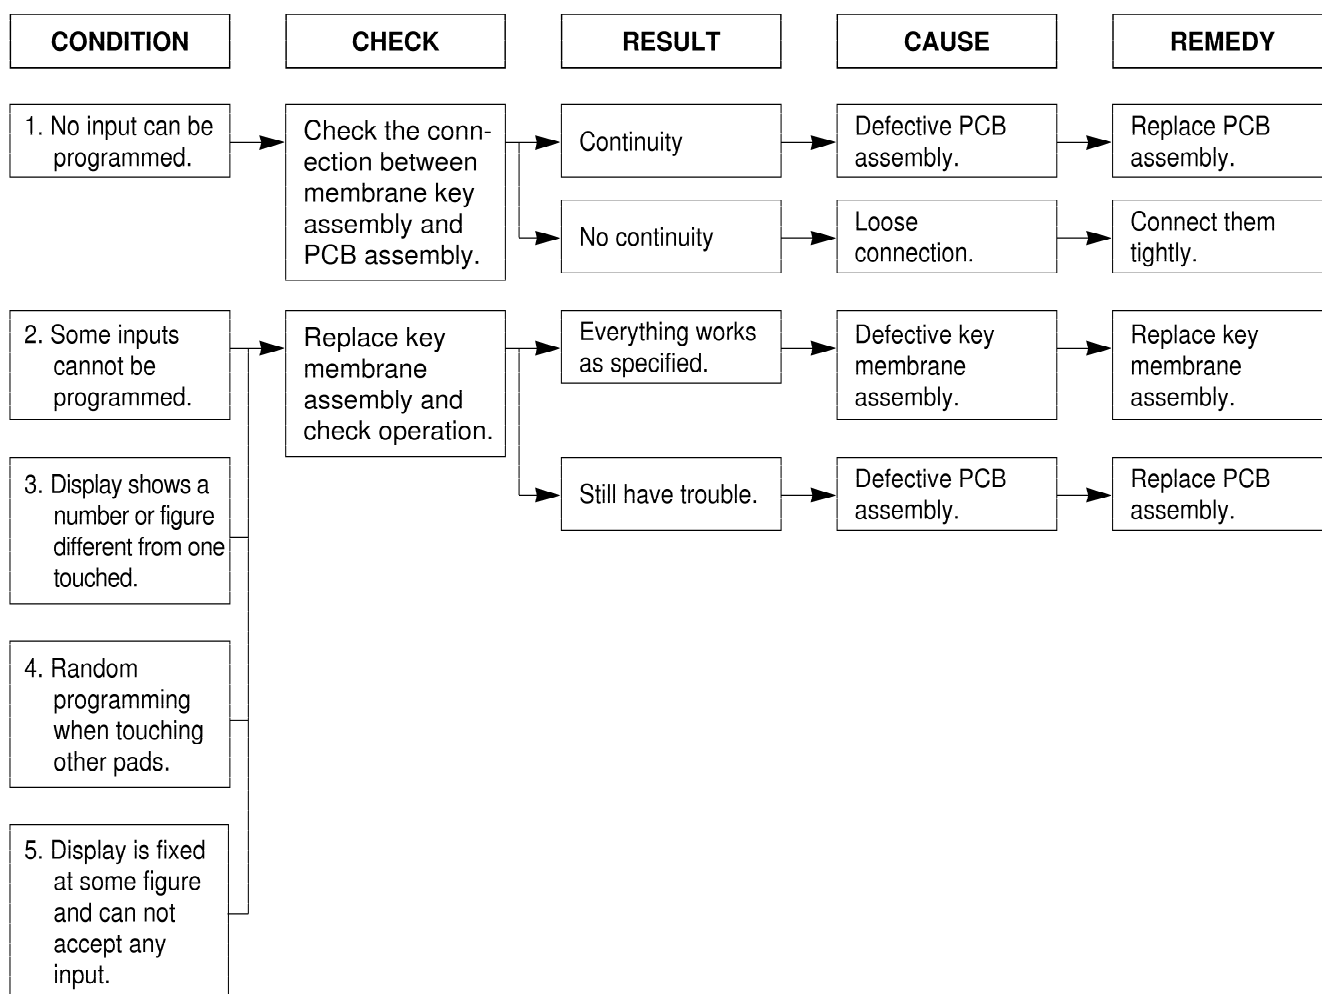 CONDITION
CHECK
RESULT
CAUSE
REMEDY
1. No input can be
programmed.
Check the conn-
ection between
membrane key
assembly and
PCB assembly.
Continuity
Defective PCB
assembly.
Replace PCB
assembly.
No continuity
Loose
connection.
Connect them
tightly.
2. Some inputs
cannot be
programmed.
Replace key
membrane
assembly and
check operation.
Everything works
as specified.
Defective key
membrane
assembly.
Replace key
membrane
assembly.
3. Display shows a
number or figure
different from one
touched.
Still have trouble.
Defective PCB
assembly.
Replace PCB
assembly.
4. Random
programming
when touching
other pads.
5. Display is fixed
at some figure
and can not
accept any
input.